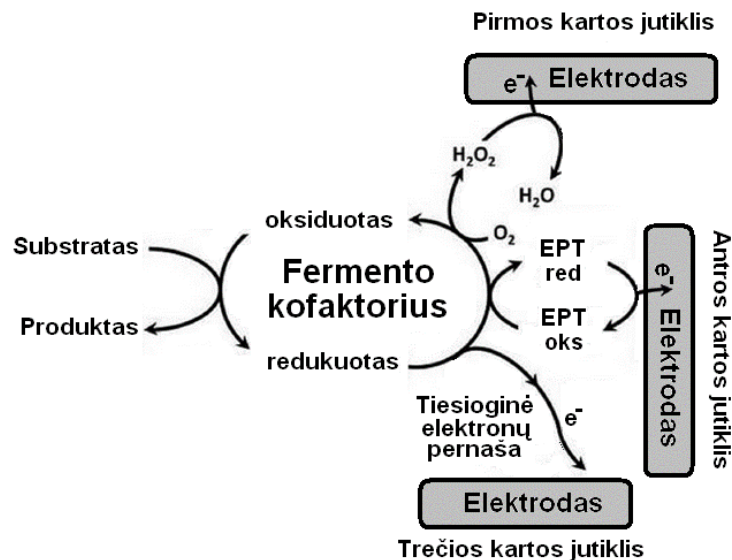 Pirmos kartos jutiklis
e⁻ Elektrodas
H₂O₂
H₂O
oksiduotas
O₂
Substratas
Produktas
Fermento
kofaktorius
redukuotas
EPT
red
EPT
oks
e⁻
Elektrodas
Antros kartos jutiklis
Tiesioginė
elektronų
pernaša
e⁻
Elektrodas
Trečios kartos jutiklis